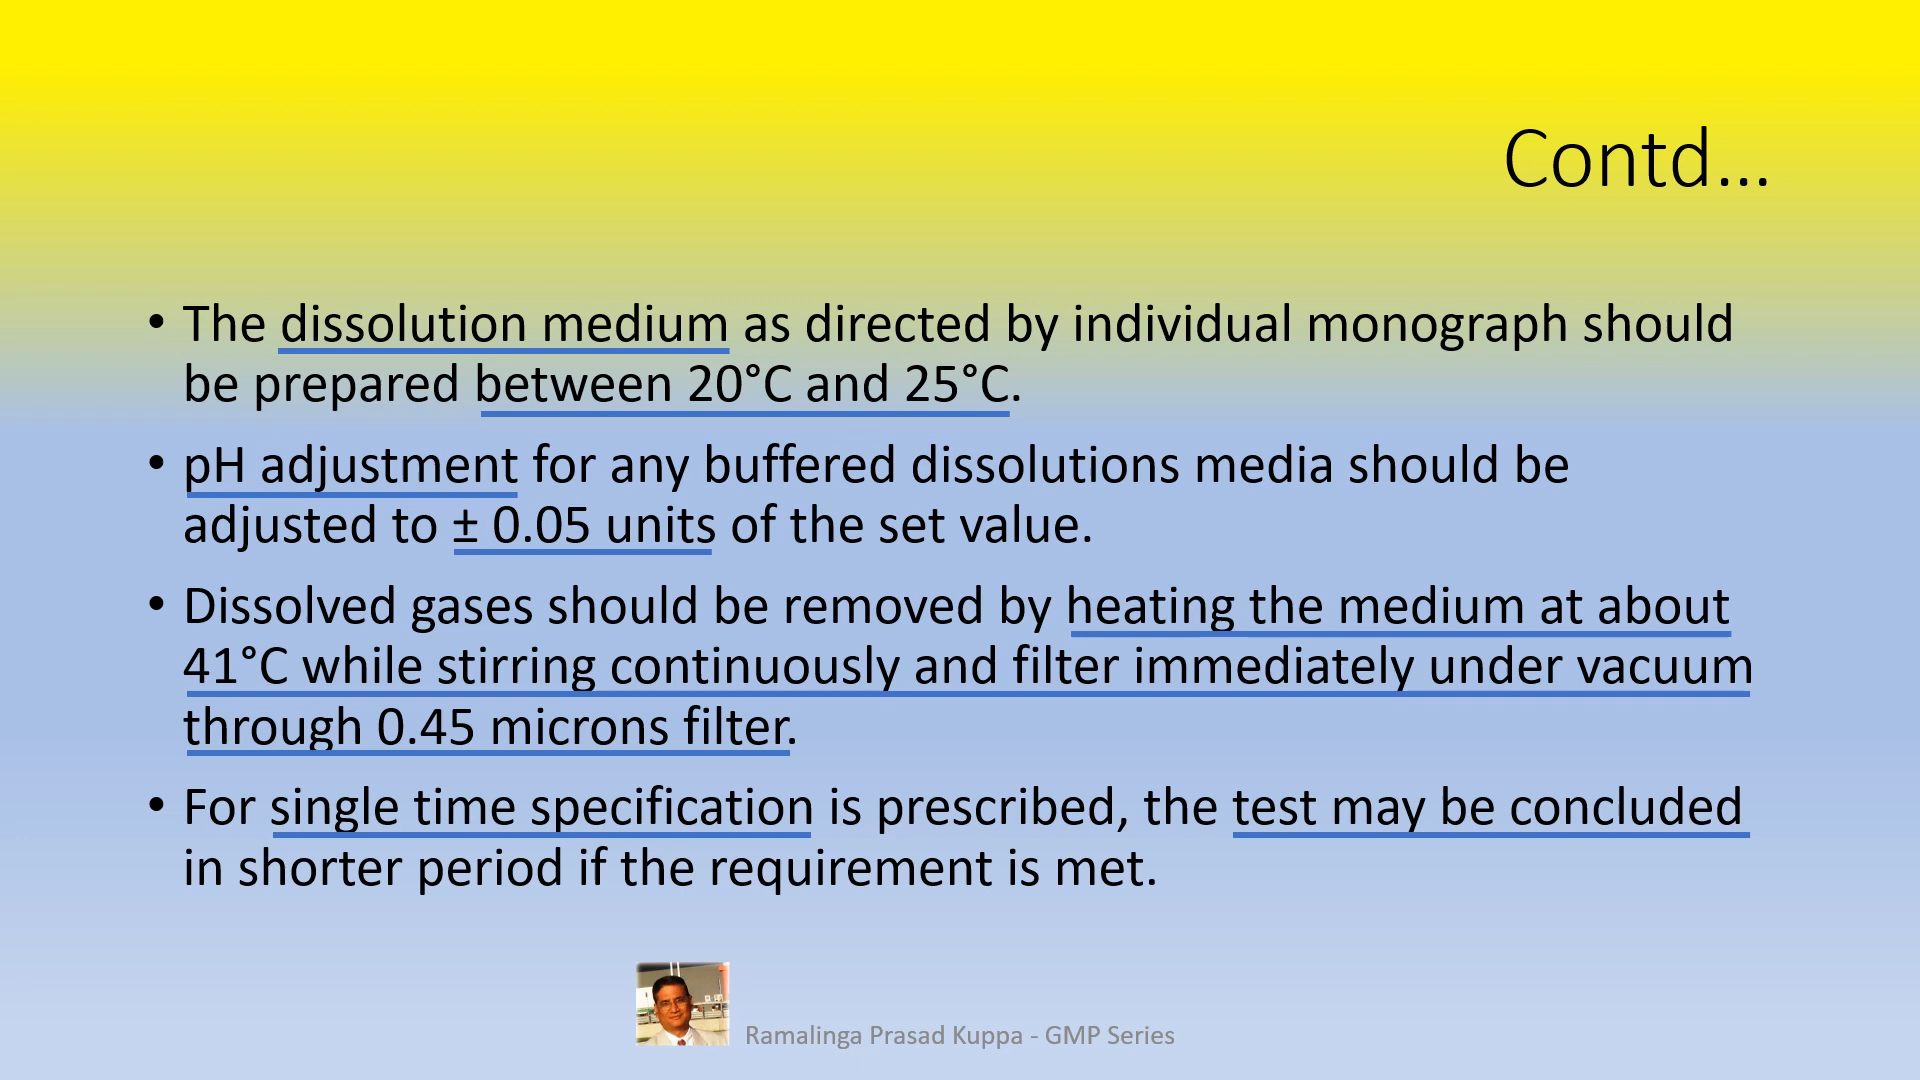 Contd...
• The dissolution medium as directed by individual monograph should
be prepared between 20°C and 25°C.
• pH adjustment for any buffered dissolutions media should be
adjusted to ± 0.05 units of the set value.
• Dissolved gases should be removed by heating the medium at about
41°C while stirring continuously and filter immediately under vacuum
through 0.45 microns filter.
• For single time specification is prescribed, the test may be concluded
in shorter period if the requirement is met.
Ramalinga Prasad Kuppa - GMP Series